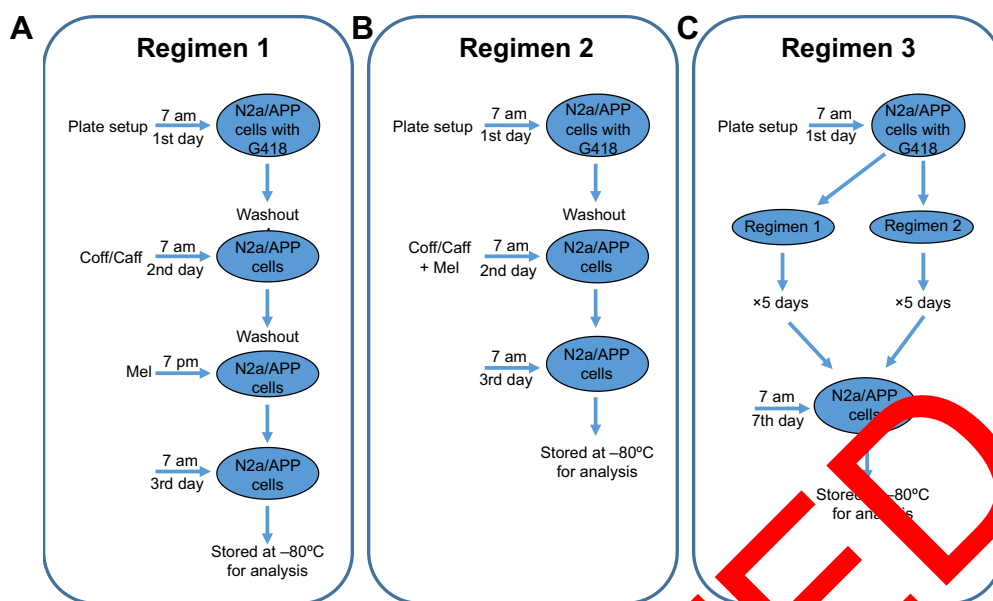 A
Regimen 1
Plate setup
7 am
1st day
N2a/APP
cells with
G418
Washout
Coff/Caff
7 am
2nd day
N2a/APP
cells
Washout
Mel
7 pm
N2a/APP
cells
7 am
3rd day
N2a/APP
cells
Stored at –80ºC
for analysis
B
Regimen 2
Plate setup
7 am
1st day
N2a/APP
cells with
G418
Washout
Coff/Caff
+ Mel
7 am
2nd day
N2a/APP
cells
7 am
3rd day
N2a/APP
cells
Stored at –80ºC
for analysis
C
Regimen 3
Plate setup
7 am
1st day
N2a/APP
cells with
G418
Regimen 1
Regimen 2
×5 days
×5 days
7 am
7th day
N2a/APP
cells
Stored at –80ºC
for analysis